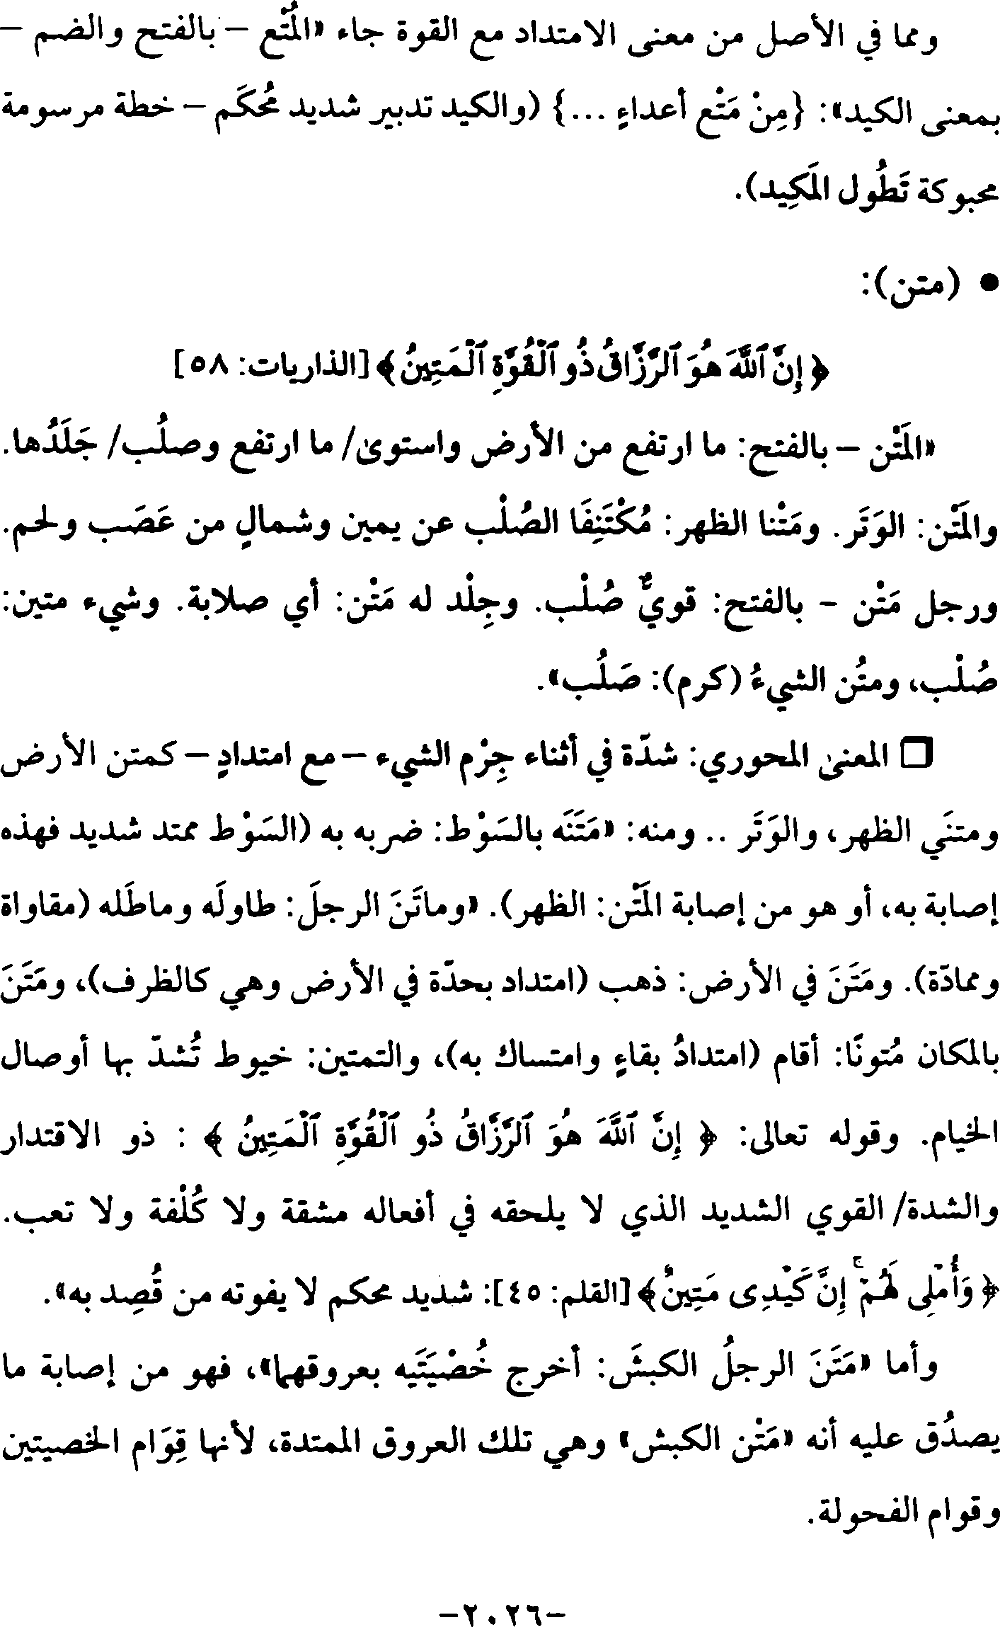 ومما في الأصل من معنى الامتداد مع القوة جاء «المُتْع – بالفتح والضم –
بمعنى الكيد»: {مِنْ مَتْع أعداءٍ ...} (والكيد تدبير شديد مُحكَم – خطة مرسومة
محبوكة تَطُول المَكِيد).
• (متن):
﴿ إِنَّ ٱللَّهَ هُوَ ٱلرَّزَّاقُ ذُو ٱلْقُوَّةِ ٱلْمَتِينُ ﴾ [الذاريات: ٥٨]
«المَتْن – بالفتح: ما ارتفع من الأرض واستوىٰ/ ما ارتفع وصلُب/ جَلَدُها.
والمَتْن: الوَتَر. ومَتْنا الظهر: مُكْتَنِفَا الصُلْب عن يمين وشمالٍ من عَصَب ولحم.
ورجل مَتْن – بالفتح: قويٌّ صُلْب. وجِلْد له مَتْن: أي صلابة. وشيء متين:
صُلْب، ومتُن الشيءُ (كرم): صَلُب».
□ المعنىٰ المحوري: شدّة في أثناء جِرْم الشيء – مع امتدادٍ – كمتن الأرض
ومتنَي الظهر، والوَتَر .. ومنه: «مَتَنَه بالسَوْط: ضربه به (السَوْط ممتد شديد فهذه
إصابة به، أو هو من إصابة المَتْن: الظهر). «وماتَنَ الرجلَ: طاولَه وماطَله (مقاواة
ومادّة). ومَتَنَ في الأرض: ذهب (امتداد بحدّة في الأرض وهي كالظرف)، ومَتَنَ
بالمكان مُتونًا: أقام (امتدادُ بقاءٍ وامتساك به)، والتمتين: خيوط تُشدّ بها أوصال
الخيام. وقوله تعالى: ﴿ إِنَّ ٱللَّهَ هُوَ ٱلرَّزَّاقُ ذُو ٱلْقُوَّةِ ٱلْمَتِينُ ﴾ : ذو الاقتدار
والشدة/ القوي الشديد الذي لا يلحقه في أفعاله مشقة ولا كُلْفة ولا تعب.
﴿ وَأُمْلِى لَهُمْ ۚ إِنَّ كَيْدِى مَتِينٌ ﴾ [القلم: ٤٥]: شديد محكم لا يفوته من قُصِد به».
وأما «مَتَنَ الرجلُ الكبشَ: أخرج خُصْيَتَيه بعروقهما»، فهو من إصابة ما
يصدُق عليه أنه «مَتْن الكبش» وهي تلك العروق الممتدة، لأنها قِوَام الخصيتين
وقوام الفحولة.
–٢٠٢٦–